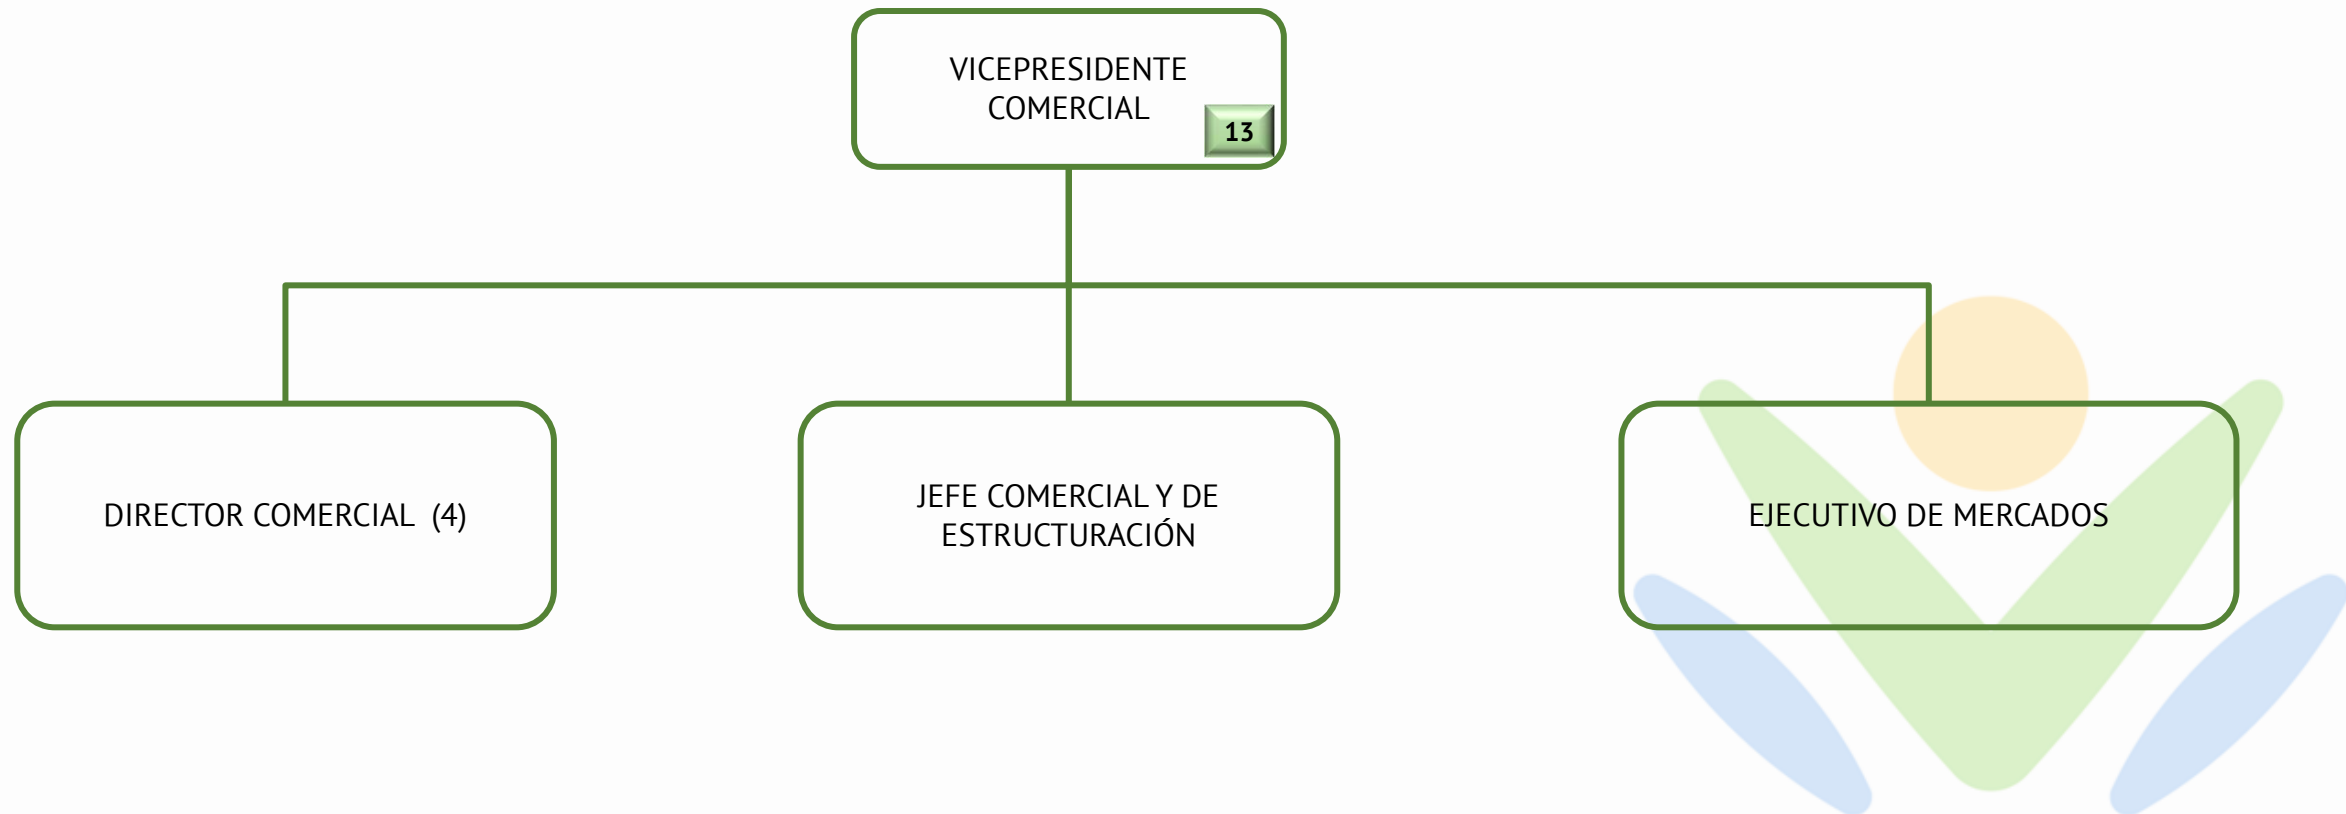 VICEPRESIDENTE
COMERCIAL
13
DIRECTOR COMERCIAL (4)
JEFE COMERCIAL Y DE
ESTRUCTURACIÓN
EJECUTIVO DE MERCADOS